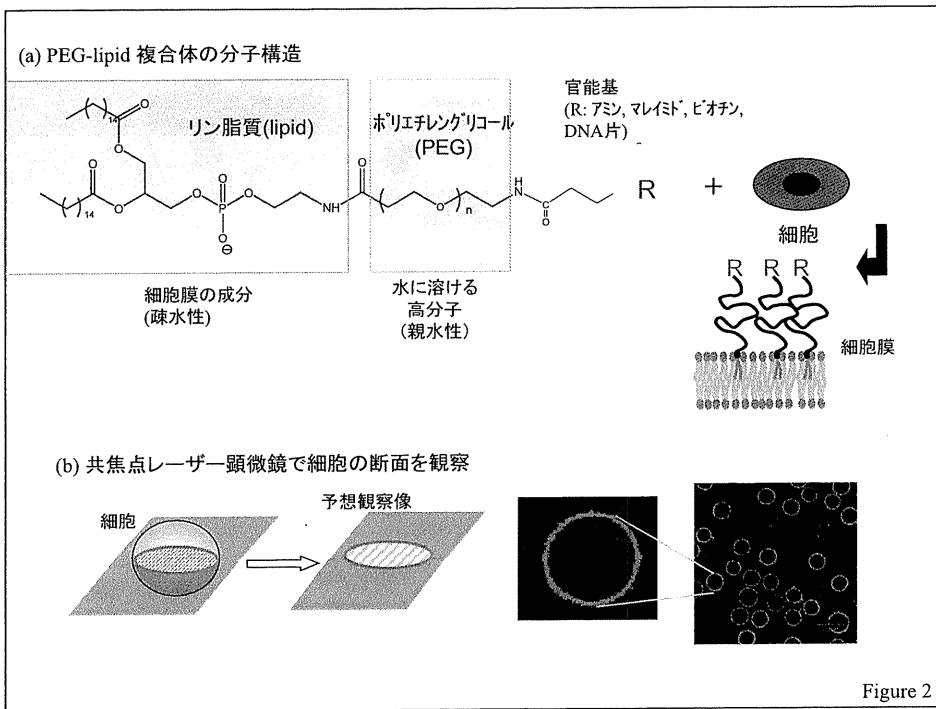 (a) PEG-lipid 複合体の分子構造
官能基
(R: アミン, マレイミド, ビオチン,
DNA片)
リン脂質(lipid)
ポリエチレングリコール
(PEG)
14
O
O
O
O
14
O
O
O
P
O
O
⊖
NH
O
O
n
H
N
O
R
+
細胞
細胞膜の成分
(疎水性)
水に溶ける
高分子
(親水性)
R R R
細胞膜
(b) 共焦点レーザー顕微鏡で細胞の断面を観察
細胞
予想観察像
Figure 2